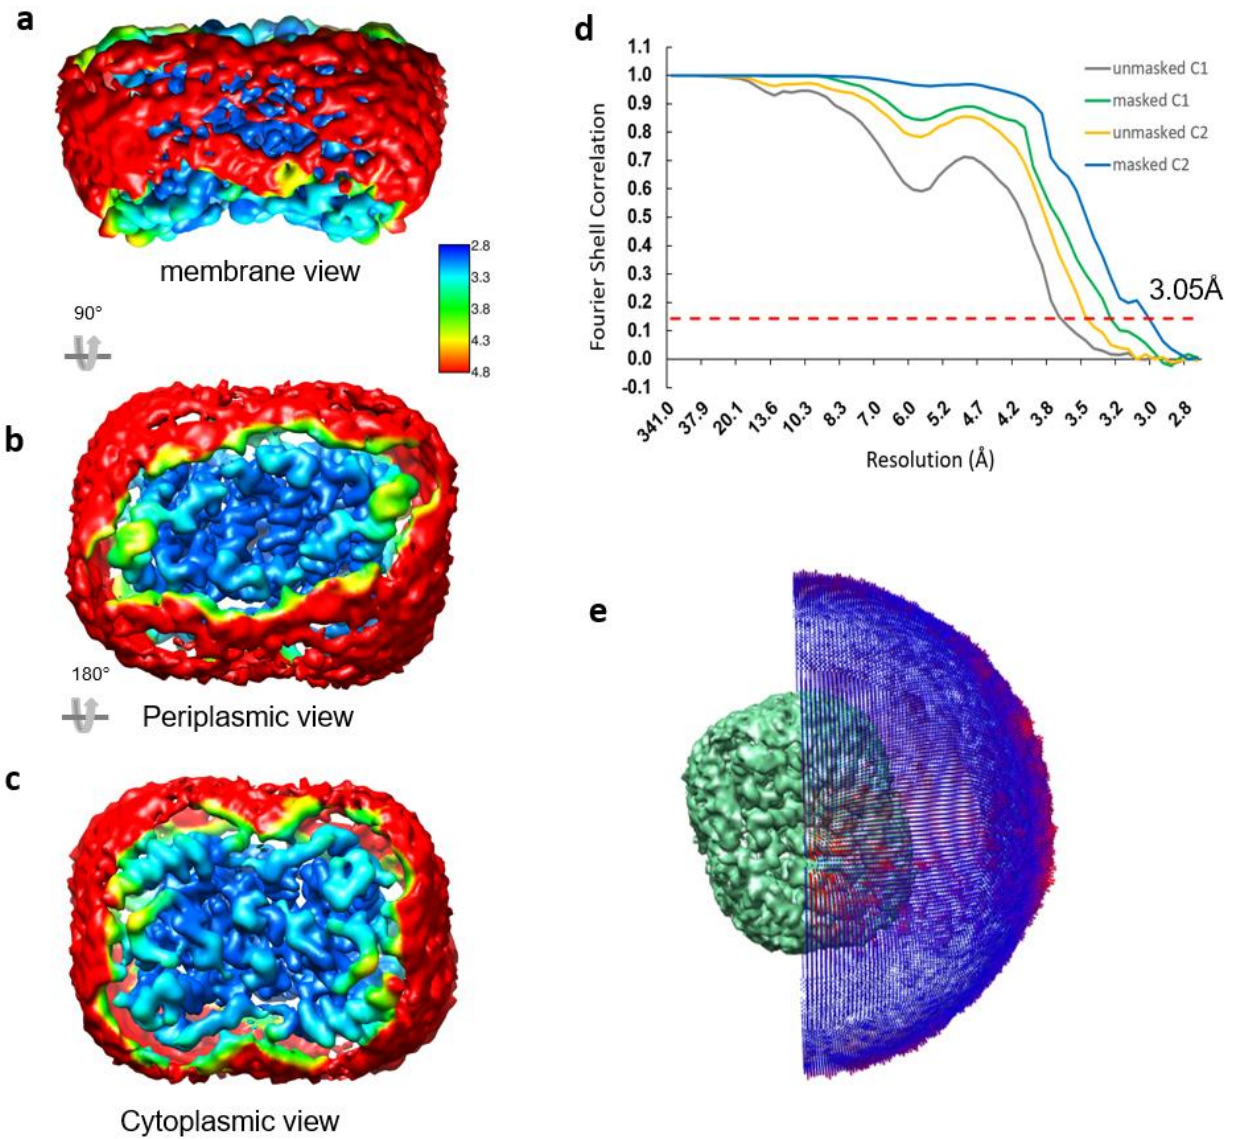 a
membrane view
2.8
3.3
3.8
4.3
4.8
90°
b
180°
Periplasmic view
c
Cytoplasmic view
d
1.1
1.0
0.9
0.8
0.7
0.6
0.5
0.4
0.3
0.2
0.1
0.0
-0.1
Fourier Shell Correlation
unmasked C1
masked C1
unmasked C2
masked C2
3.05Å
341.0
37.9
20.1
13.6
10.3
8.3
7.0
6.0
5.2
4.7
4.2
3.8
3.5
3.2
3.0
2.8
Resolution (Å)
e